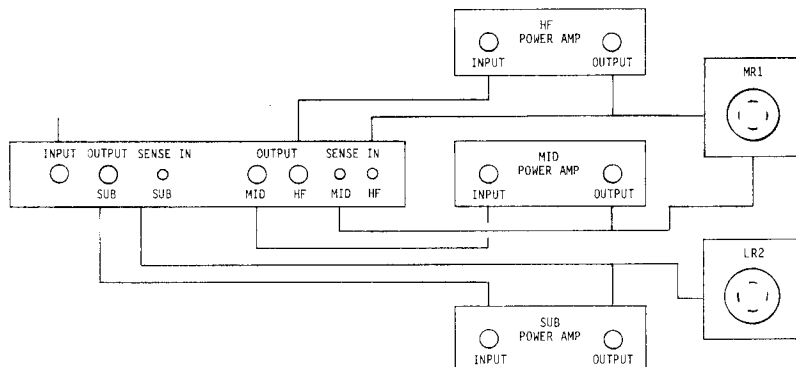 HF
POWER AMP
INPUT OUTPUT
MR1
INPUT OUTPUT SENSE IN OUTPUT SENSE IN
SUB SUB MID HF MID HF
MID
POWER AMP
INPUT OUTPUT
LR2
SUB
POWER AMP
INPUT OUTPUT